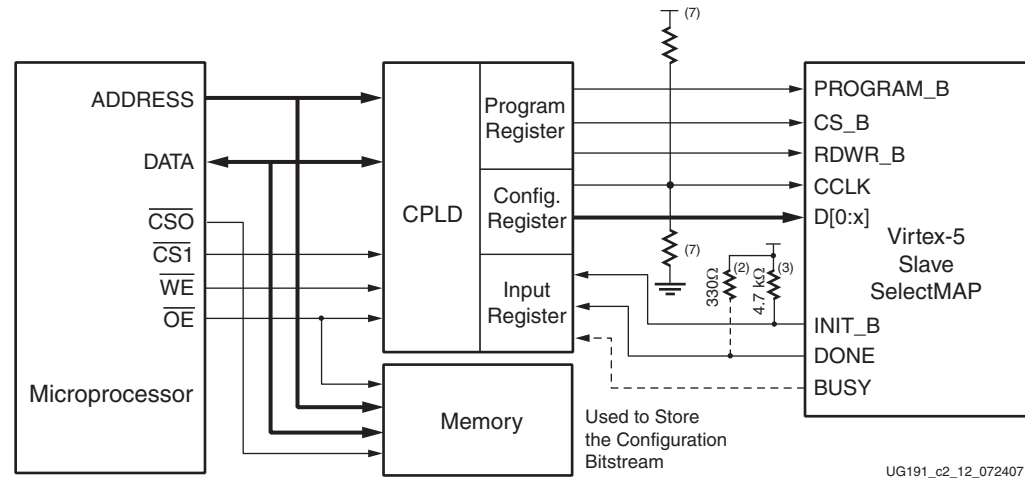 ADDRESS
DATA
CSO
CS1
WE
OE
Microprocessor
CPLD
Program
Register
Config.
Register
Input
Register
Memory
Used to Store
the Configuration
Bitstream
(7)
(7)
330Ω
(2)
4.7 kΩ
(3)
PROGRAM_B
CS_B
RDWR_B
CCLK
D[0:x]
Virtex-5
Slave
SelectMAP
INIT_B
DONE
BUSY
UG191_c2_12_072407